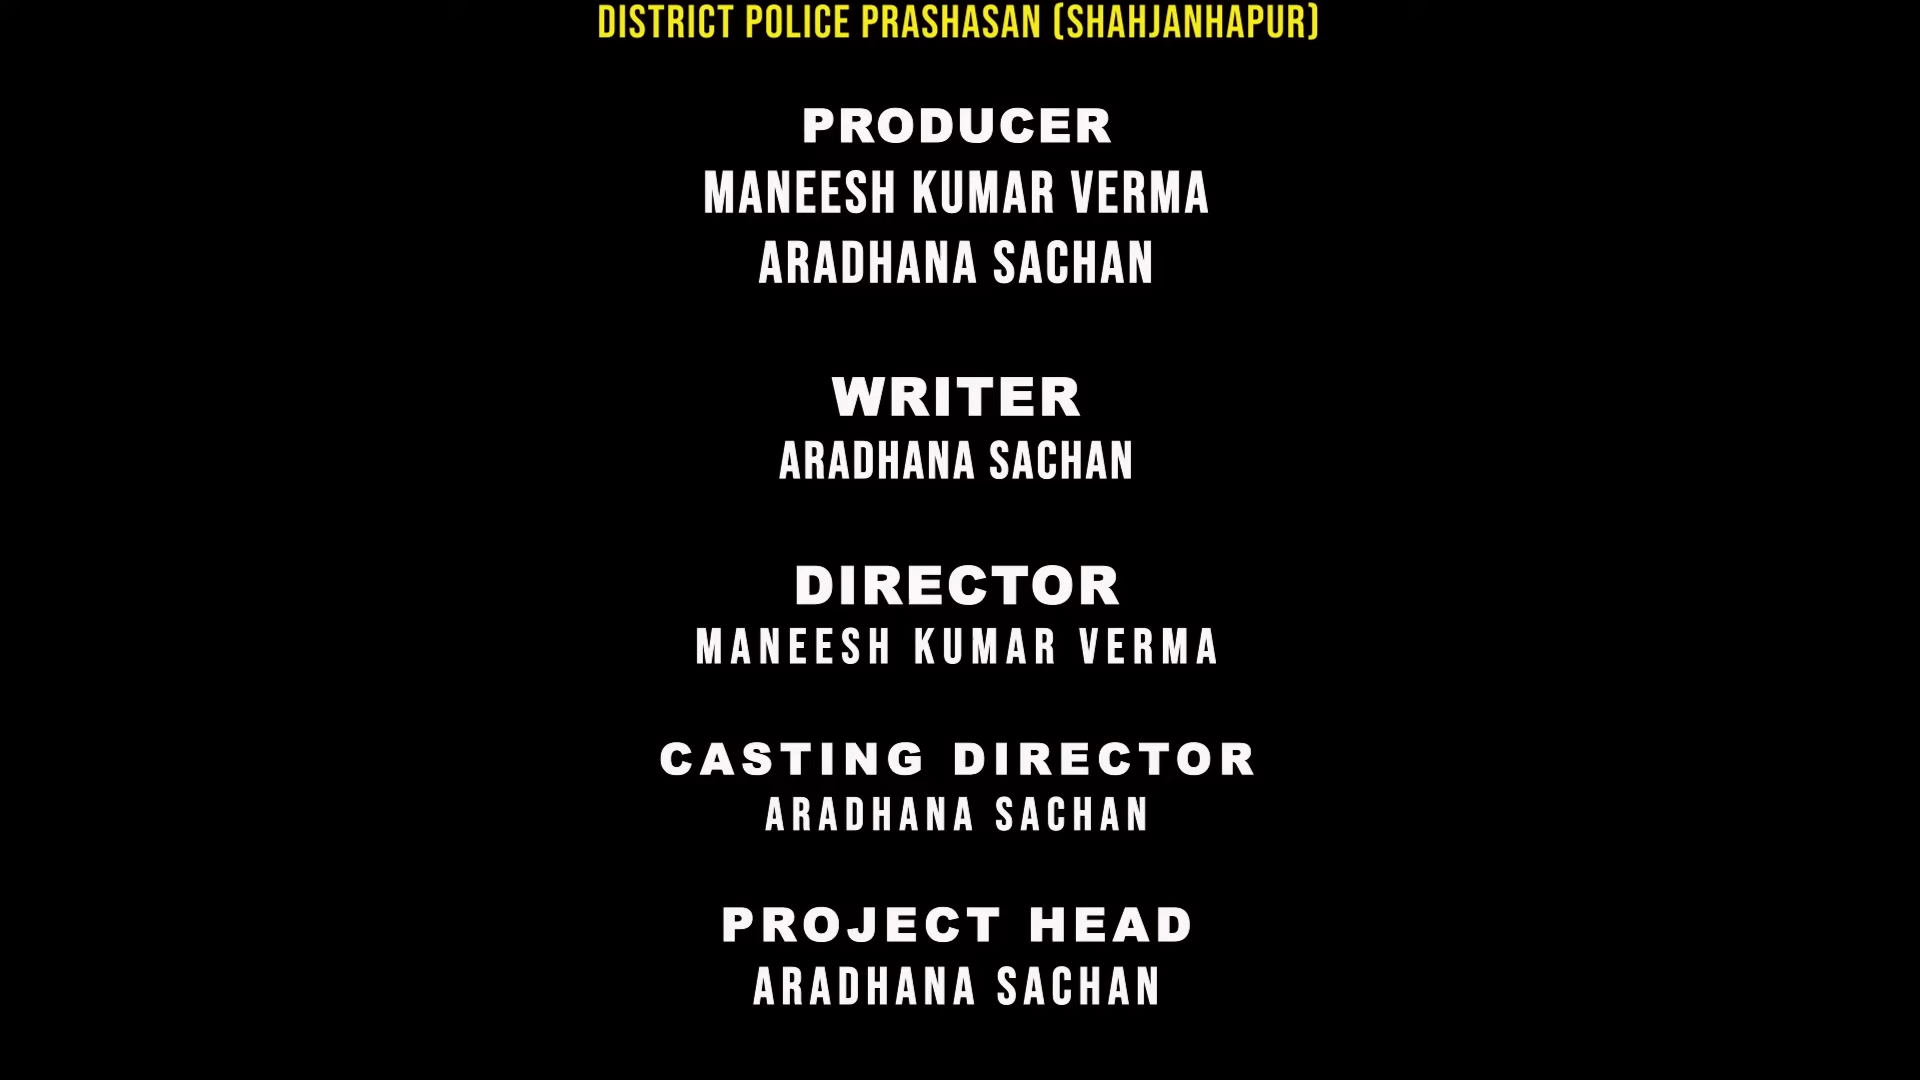 DISTRICT POLICE PRASHASAN (SHAHJANHAPUR)
PRODUCER
MANEESH KUMAR VERMA
ARADHANA SACHAN
WRITER
ARADHANA SACHAN
DIRECTOR
MANEESH KUMAR VERMA
CASTING DIRECTOR
ARADHANA SACHAN
PROJECT HEAD
ARADHANA SACHAN